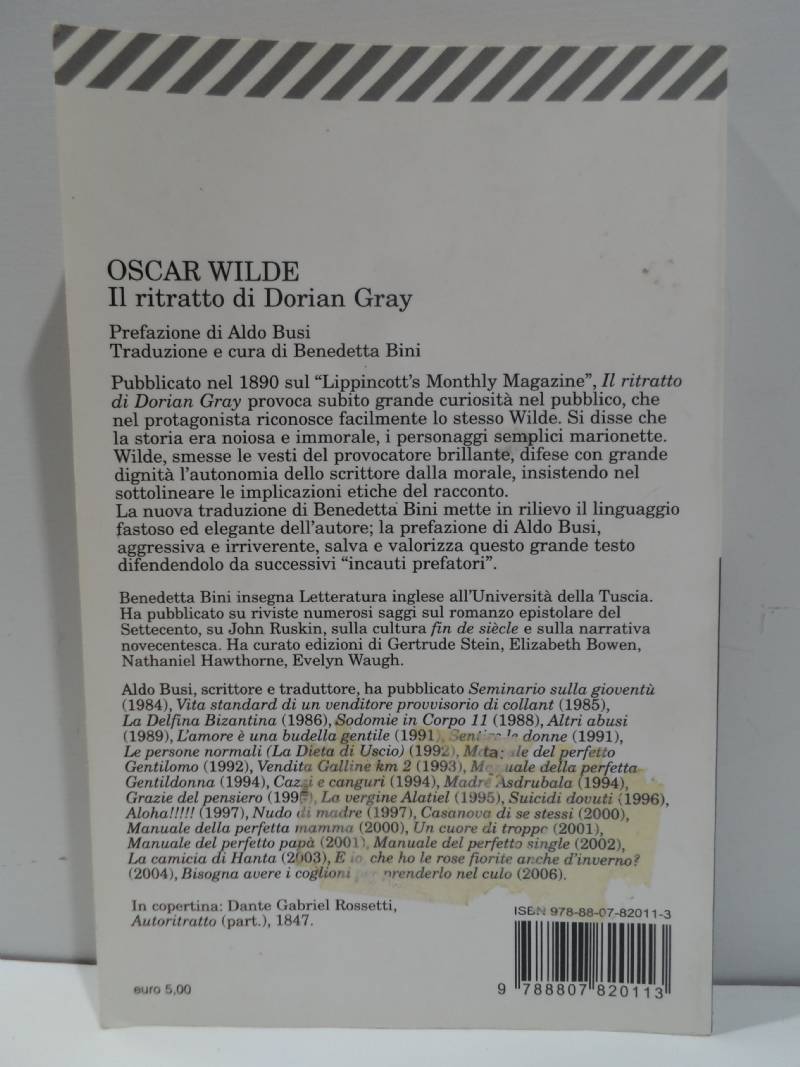 OSCAR WILDE
Il ritratto di Dorian Gray
Prefazione di Aldo Busi
Traduzione e cura di Benedetta Bini
Pubblicato nel 1890 sul “Lippincott’s Monthly Magazine”, Il ritratto
di Dorian Gray provoca subito grande curiosità nel pubblico, che
nel protagonista riconosce facilmente lo stesso Wilde. Si disse che
la storia era noiosa e immorale, i personaggi semplici marionette.
Wilde, smesse le vesti del provocatore brillante, difese con grande
dignità l’autonomia dello scrittore dalla morale, insistendo nel
sottolineare le implicazioni etiche del racconto.
La nuova traduzione di Benedetta Bini mette in rilievo il linguaggio
fastoso ed elegante dell’autore; la prefazione di Aldo Busi,
aggressiva e irriverente, salva e valorizza questo grande testo
difendendolo da successivi “incauti prefatori”.
Benedetta Bini insegna Letteratura inglese all’Università della Tuscia.
Ha pubblicato su riviste numerosi saggi sul romanzo epistolare del
Settecento, su John Ruskin, sulla cultura fin de siècle e sulla narrativa
novecentesca. Ha curato edizioni di Gertrude Stein, Elizabeth Bowen,
Nathaniel Hawthorne, Evelyn Waugh.
Aldo Busi, scrittore e traduttore, ha pubblicato Seminario sulla gioventù
(1984), Vita standard di un venditore provvisorio di collant (1985),
La Delfina Bizantina (1986), Sodomie in Corpo 11 (1988), Altri abusi
(1989), L’amore è una budella gentile (1991), donne (1991),
Le persone normali (La Dieta di Uscio) (1992), del perfetto
Gentilomo (1992), Vendita Galline km 2 (1993), della perfetta
Gentildonna (1994), Cazzi e canguri (1994), Madre Asdrubala (1994),
Grazie del pensiero La vergine Alatiel (1995), Suicidi dovuti (1996),
Aloha!!!!! (1997), Nudo di madre (1997), Casanova di se stessi (2000),
Manuale della perfetta mamma (2000), Un cuore di troppo (2001),
Manuale del perfetto papà (2001), Manuale del perfetto single (2002),
La camicia di Hanta (2003), E io, che ho le rose fiorite anche d’inverno?
(2004), Bisogna avere i coglioni prenderlo nel culo (2006).
In copertina: Dante Gabriel Rossetti,
Autoritratto (part.), 1847.
ISBN 978-88-07-82011-3
9 788807 820113
euro 5,00